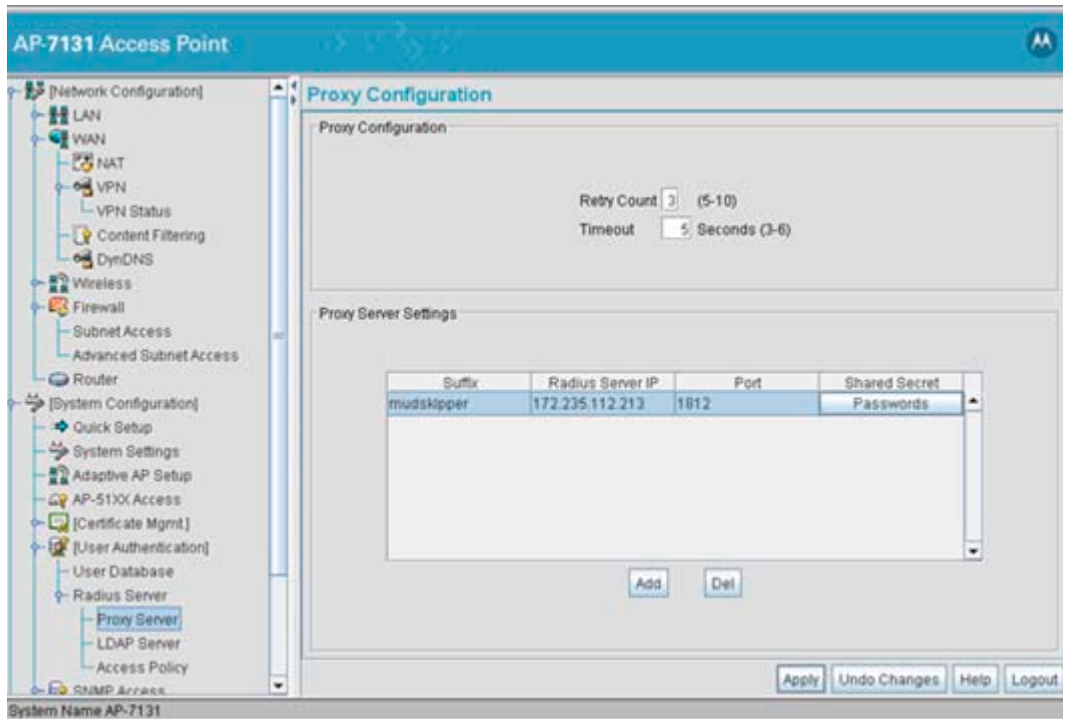 AP-7131 Access Point
[Network Configuration]
LAN
WAN
NAT
VPN
VPN Status
Content Filtering
DynDNS
Wireless
Firewall
Subnet Access
Advanced Subnet Access
Router
[System Configuration]
Quick Setup
System Settings
Adaptive AP Setup
AP-51XX Access
[Certificate Mgmt.]
[User Authentication]
User Database
Radius Server
Proxy Server
LDAP Server
Access Policy
SNMP Access
Proxy Configuration
Proxy Configuration
Retry Count 3 (5-10)
Timeout 5 Seconds (3-6)
Proxy Server Settings
Suffix Radius Server IP Port Shared Secret
mudskipper 172.235.112.213 1812 Passwords
Add Del
Apply Undo Changes Help Logout
System Name AP-7131